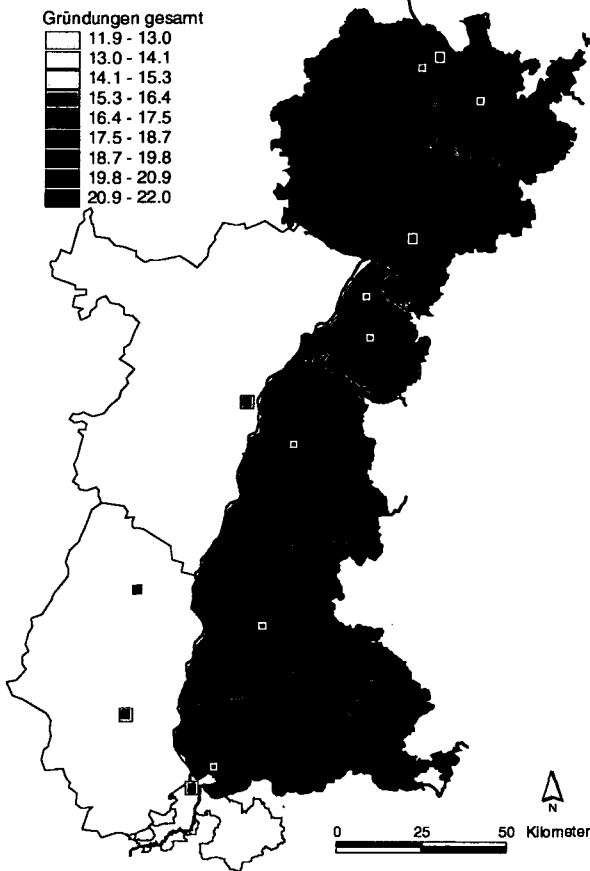 Gründungen gesamt
11.9 - 13.0
13.0 - 14.1
14.1 - 15.3
15.3 - 16.4
16.4 - 17.5
17.5 - 18.7
18.7 - 19.8
19.8 - 20.9
20.9 - 22.0
N
0 25 50 Kilometer